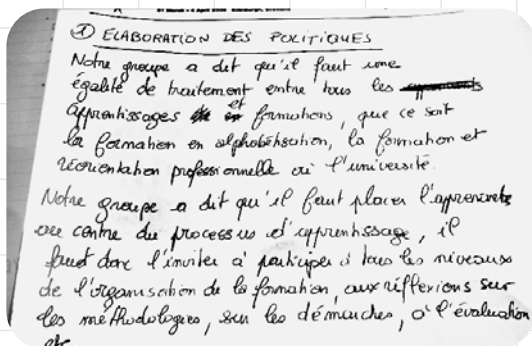 ① ELABORATION DES POLITIQUES
Notre groupe a dit qu'il faut une
égalité de traitement entre tous les
apprentissages et formations, que ce soit
la formation en alphabétisation, la formation et
réorientation professionnelle ou l'université.
Notre groupe a dit qu'il faut placer l'apprenant
au centre du processus d'apprentissage, il
faut donc l'inviter à participer à tous les niveaux
de l'organisation de la formation, aux réflexions sur
les méthodologies, sur les démarches, à l'évaluation